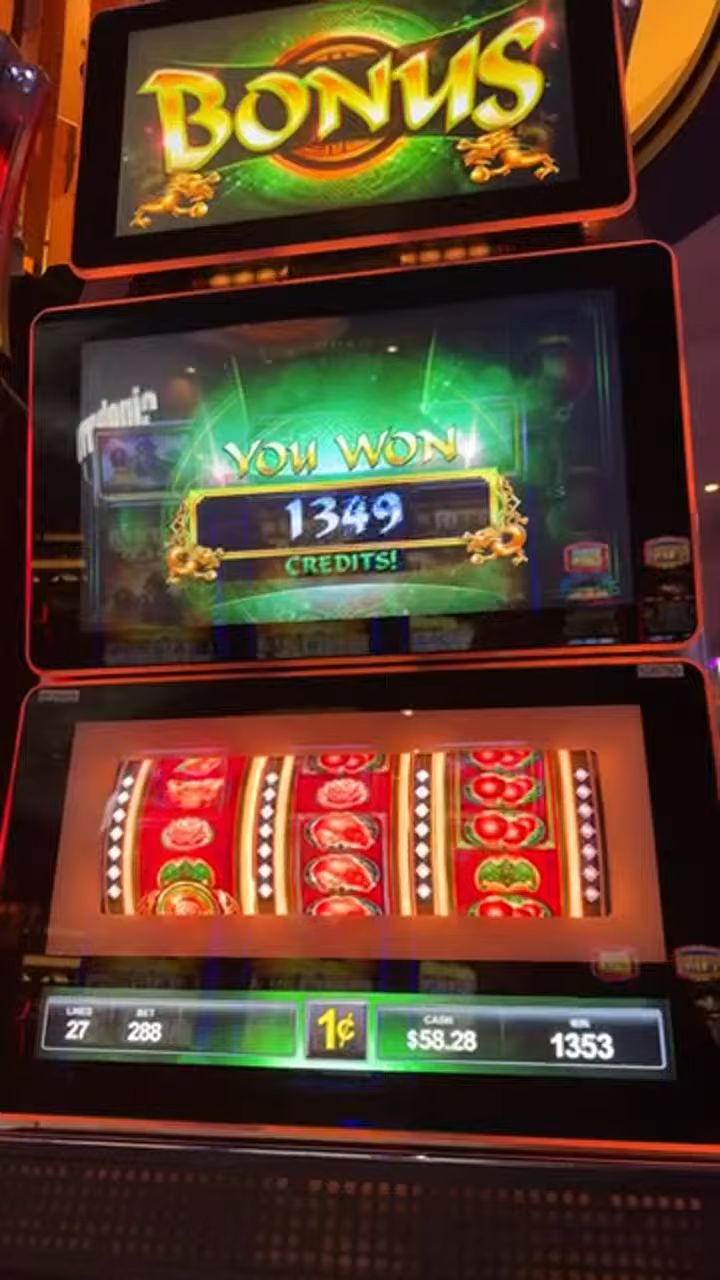 BONUS
YOU WON
1349
CREDITS!
LINES BET CASH WIN
27 288 1¢ $58.28 1353